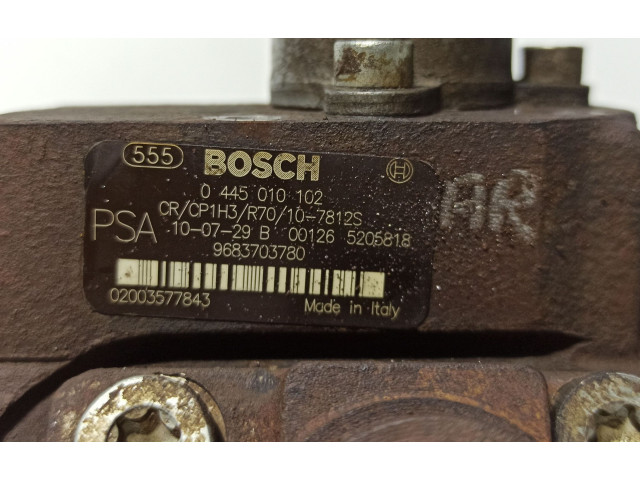 555 BOSCH
0 445 010 102
CR/CP1H3/R70/10-7812S
PSA 10-07-29 B 00126 5205818
9683703780
02003577843 Made in Italy
AR